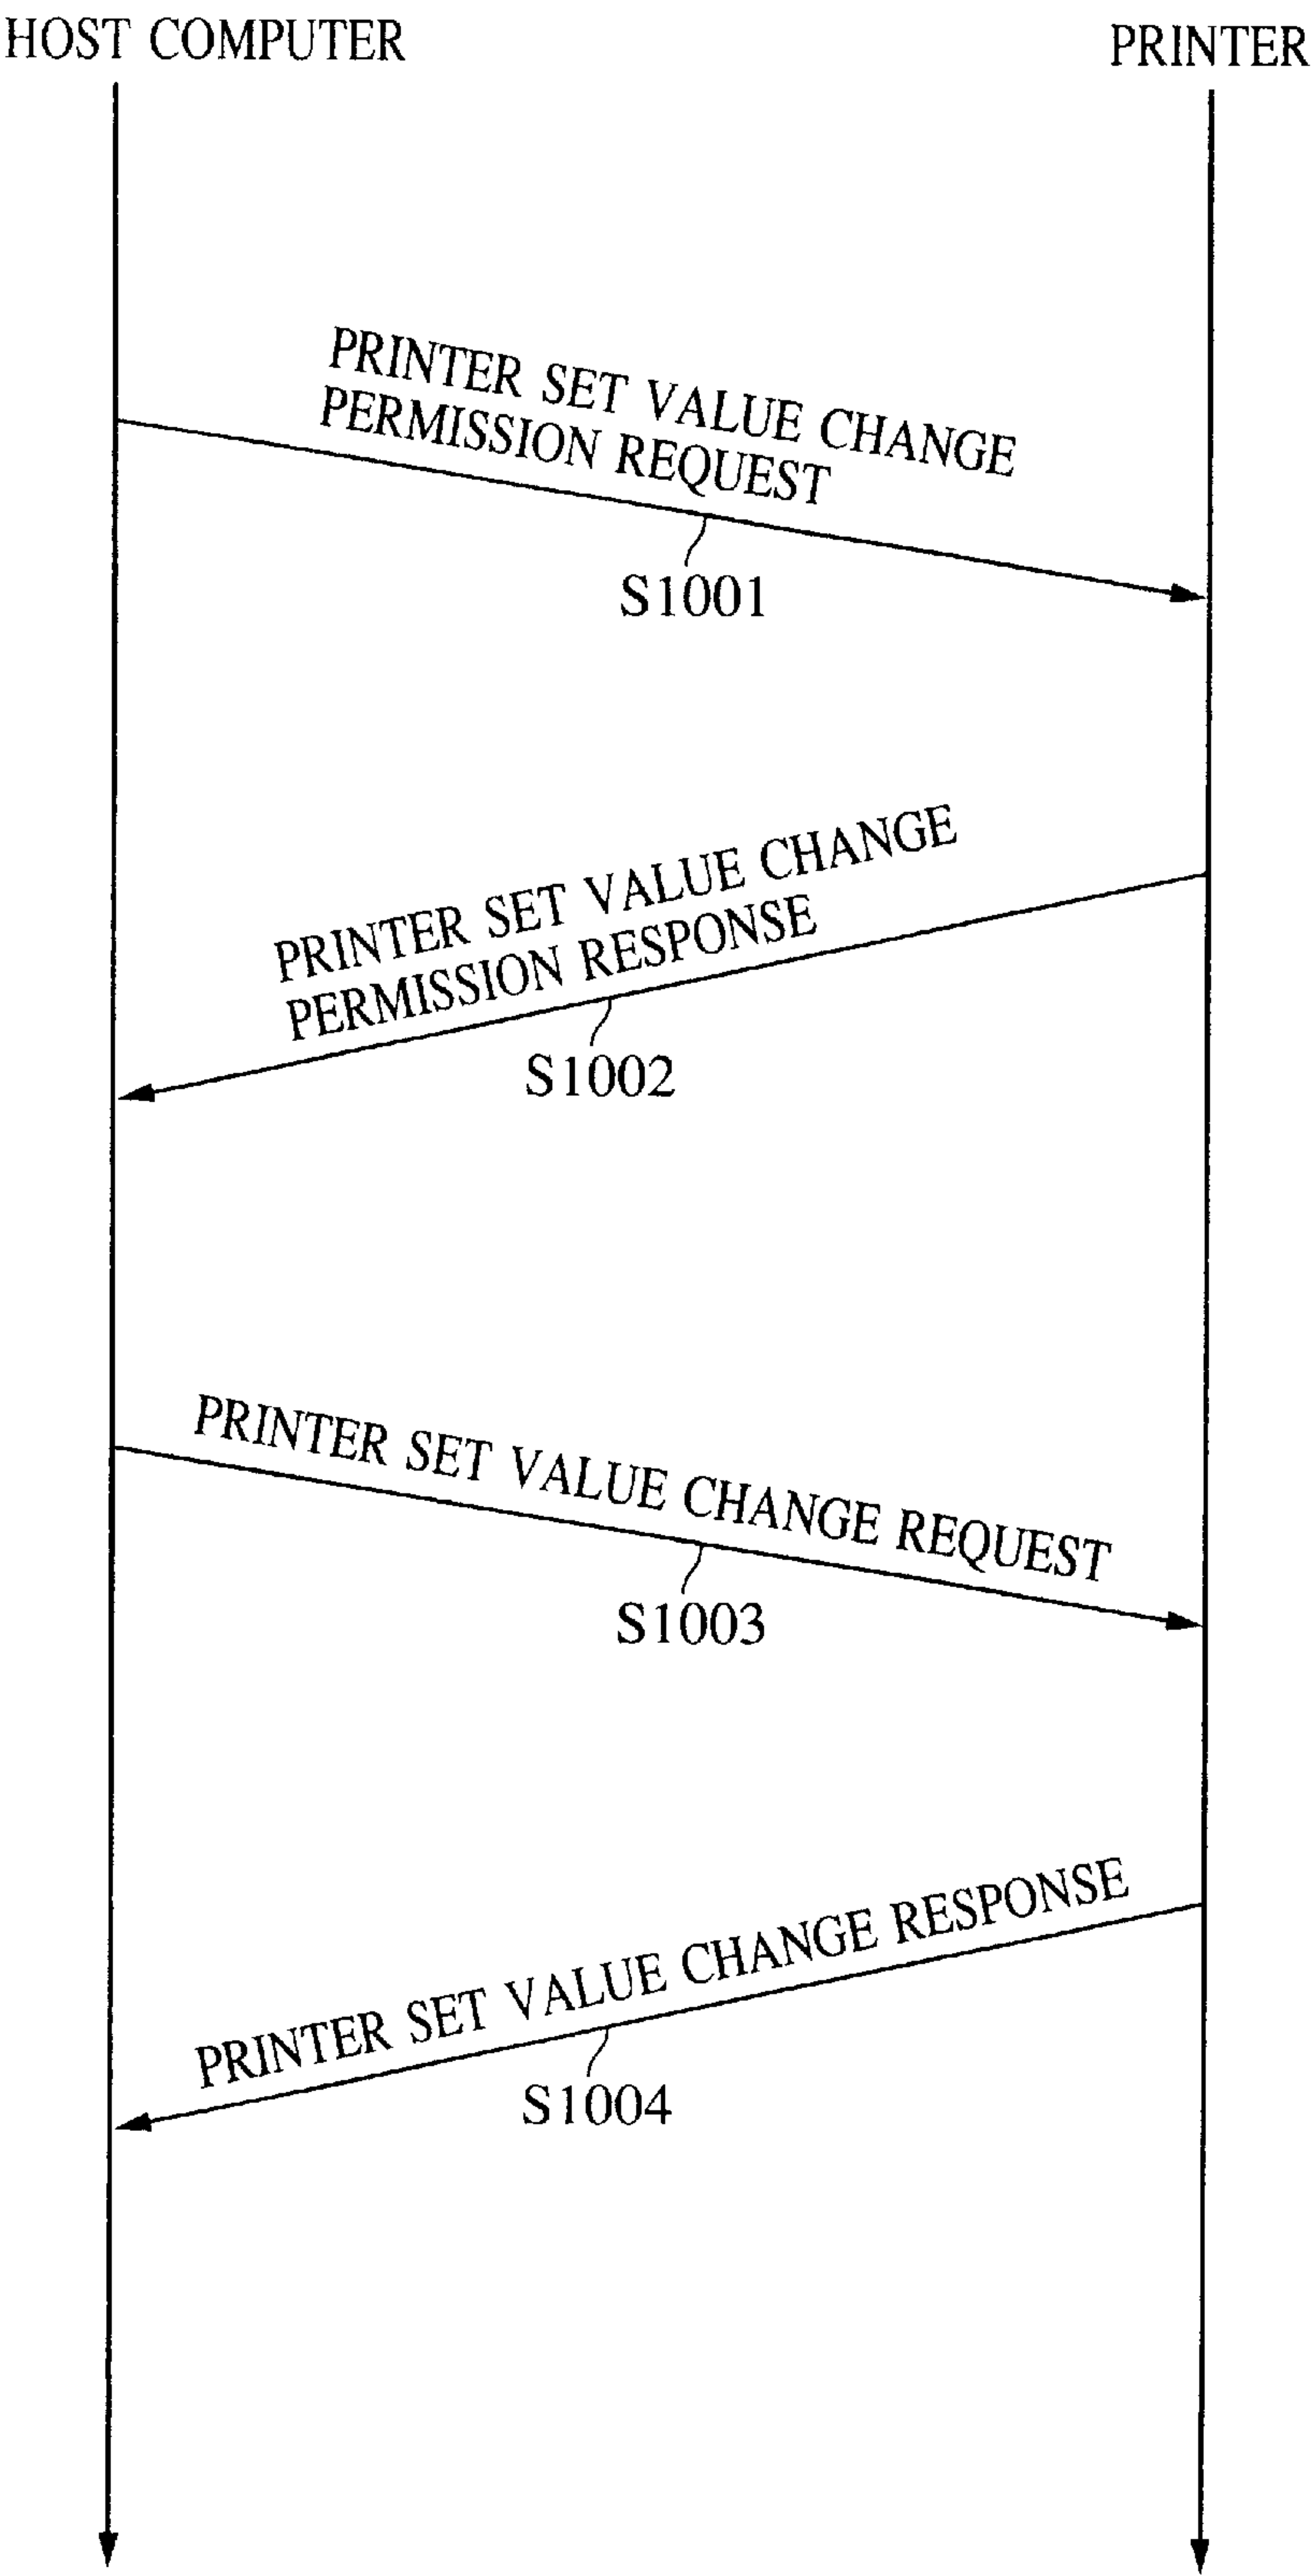 HOST COMPUTER
PRINTER
PRINTER SET VALUE CHANGE
PERMISSION REQUEST
S1001
PRINTER SET VALUE CHANGE
PERMISSION RESPONSE
S1002
PRINTER SET VALUE CHANGE REQUEST
S1003
PRINTER SET VALUE CHANGE RESPONSE
S1004